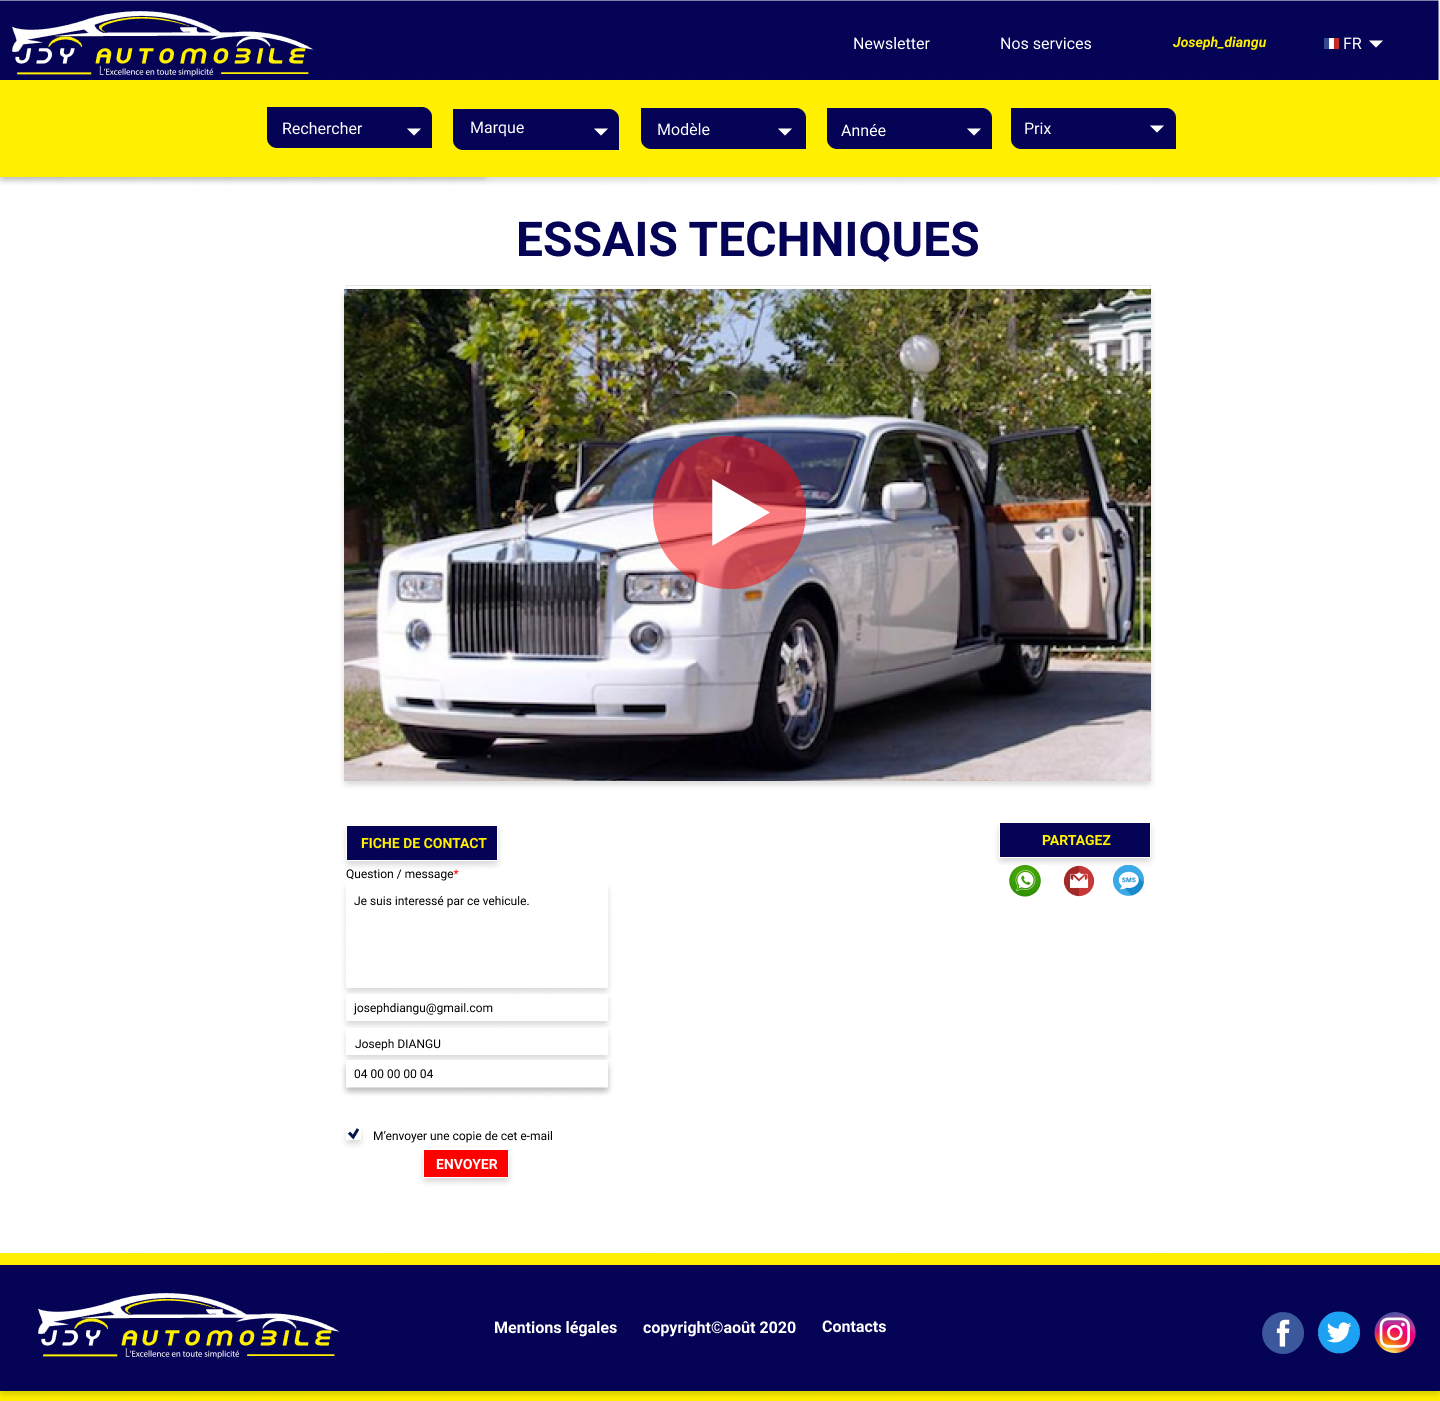 JDY AUTOMOBILE
L'Excellence en toute simplicité
Newsletter
Nos services
Joseph_diangu
FR
Rechercher
Marque
Modèle
Année
Prix
ESSAIS TECHNIQUES
FICHE DE CONTACT
PARTAGEZ
Question / message*
SMS
Je suis interessé par ce vehicule.
josephdiangu@gmail.com
Joseph DIANGU
04 00 00 00 04
M'envoyer une copie de cet e-mail
ENVOYER
JDY AUTOMOBILE
L'Excellence en toute simplicité
Mentions légales
copyright©août 2020
Contacts